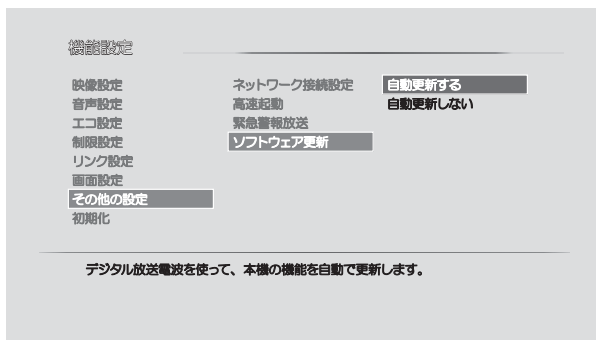 機能設定
映像設定
音声設定
エコ設定
制限設定
リンク設定
画面設定
その他の設定
初期化
ネットワーク接続設定
高速起動
緊急警報放送
ソフトウェア更新
自動更新する
自動更新しない
デジタル放送電波を使って、本機の機能を自動で更新します。